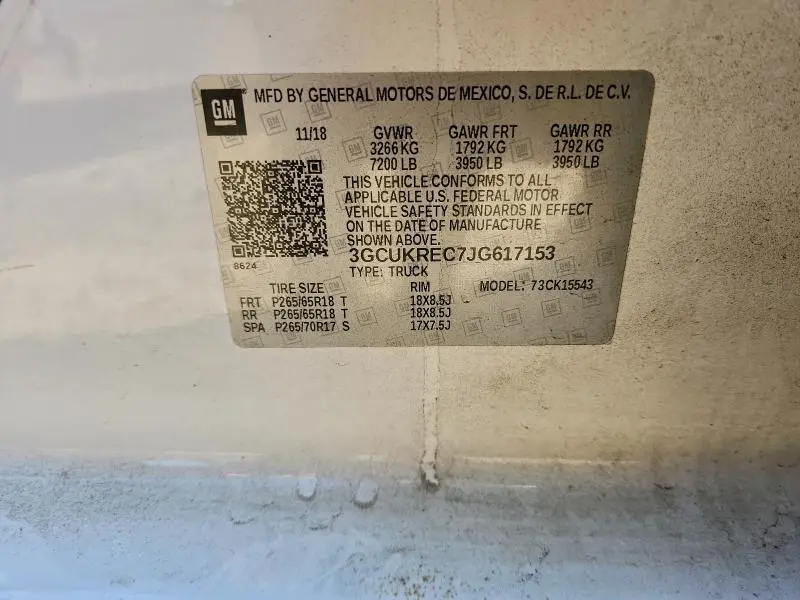 GM MFD BY GENERAL MOTORS DE MEXICO, S. DE R.L. DE C.V.
11/18 GVWR GAWR FRT GAWR RR
3266 KG 1792 KG 1792 KG
7200 LB 3950 LB 3950 LB
THIS VEHICLE CONFORMS TO ALL
APPLICABLE U.S. FEDERAL MOTOR
VEHICLE SAFETY STANDARDS IN EFFECT
ON THE DATE OF MANUFACTURE
3GCUKREC7JG617153
8624
TYPE: TRUCK
TIRE SIZE RIM MODEL: 73CK15543
FRT P265/65R18 T 18X8.5J
RR P265/65R18 T 18X8.5J
SPA P265/70R17 S 17X7.5J